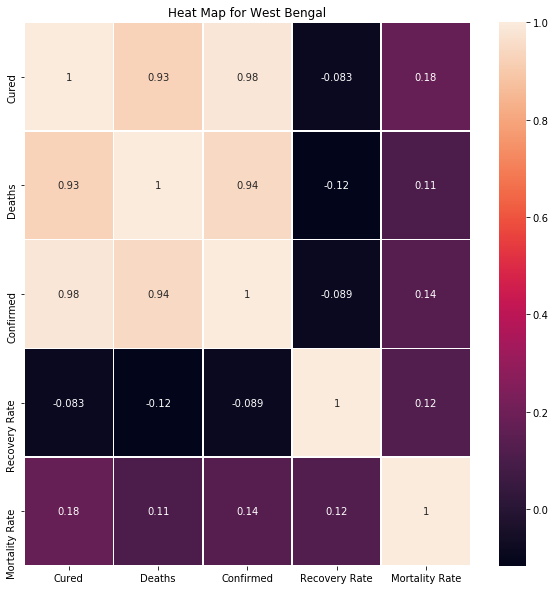 Heat Map for West Bengal
Cured
1
0.93
0.98
-0.083
0.18
Deaths
0.93
1
0.94
-0.12
0.11
Confirmed
0.98
0.94
1
-0.089
0.14
Recovery Rate
-0.083
-0.12
-0.089
1
0.12
Mortality Rate
0.18
0.11
0.14
0.12
1
Cured
Deaths
Confirmed
Recovery Rate
Mortality Rate
1.0
0.8
0.6
0.4
0.2
0.0